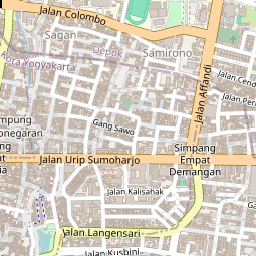 Jalan Colombo
Sagan
Depok
Samirono
Kota Yogyakarta
Jalan Affandi
Jalan Cend
Jalan Per
Gang Sawo
mpung
onegaran
Jalan Urip Sumoharjo
Simpang
Empat
Demangan
Jalan Kalisahak
Jalan Langensari
Jalan Kusbini